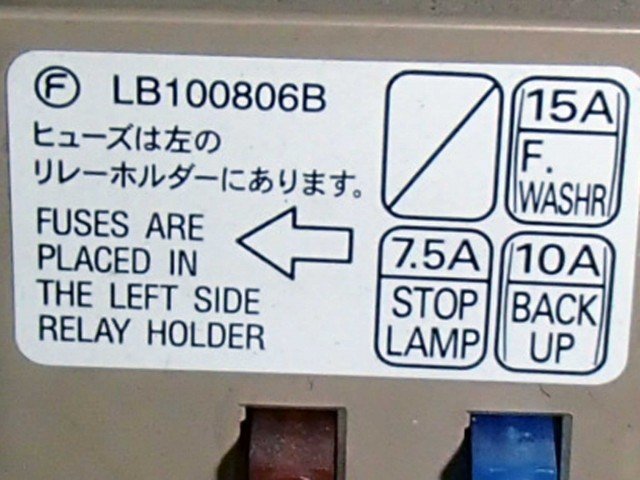 Ⓕ LB100806B
ヒューズは左の
リレーホルダーにあります。
FUSES ARE
PLACED IN
THE LEFT SIDE
RELAY HOLDER
15A
F.
WASHR
7.5A
STOP
LAMP
10A
BACK
UP